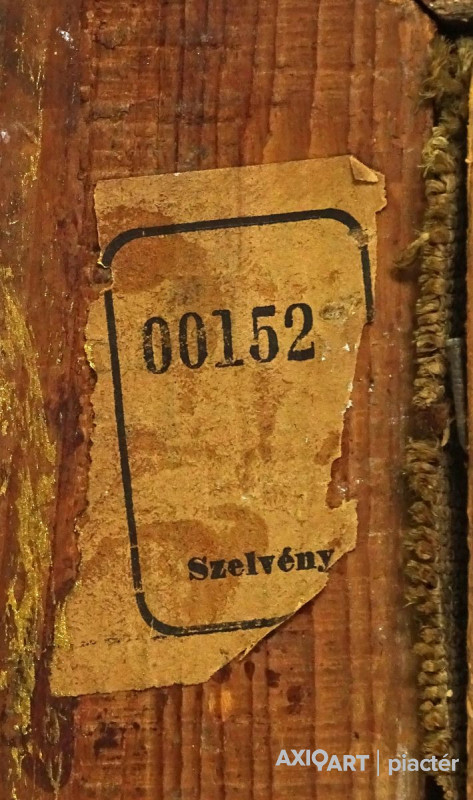 00152
Szelvény
AXIOART | piactér